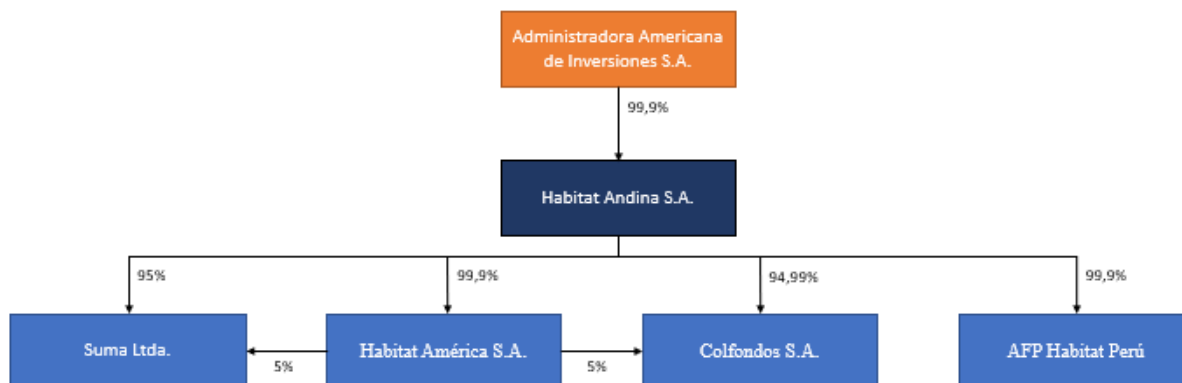 Administradora Americana
de Inversiones S.A.
99,9%
Habitat Andina S.A.
95%
99,9%
94,99%
99,9%
Suma Ltda.
5%
Habitat América S.A.
5%
Colfondos S.A.
AFP Habitat Perú